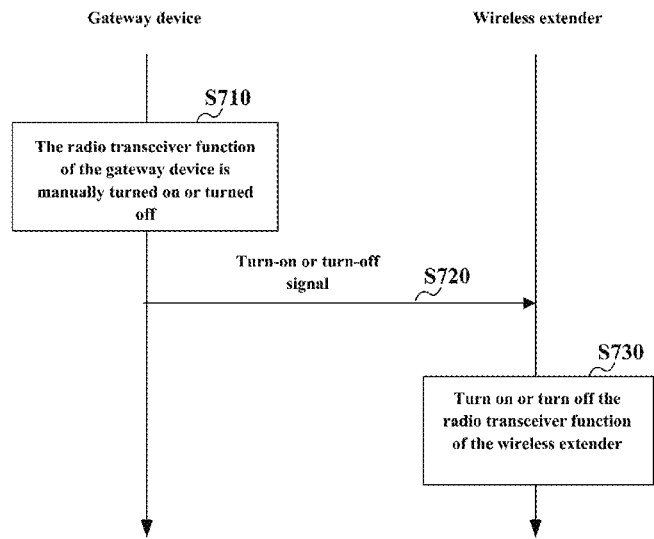 Gateway device
Wireless extender
S710
The radio transceiver function
of the gateway device is
manually turned on or turned
off
Turn-on or turn-off
signal
S720
S730
Turn on or turn off the
radio transceiver function
of the wireless extender